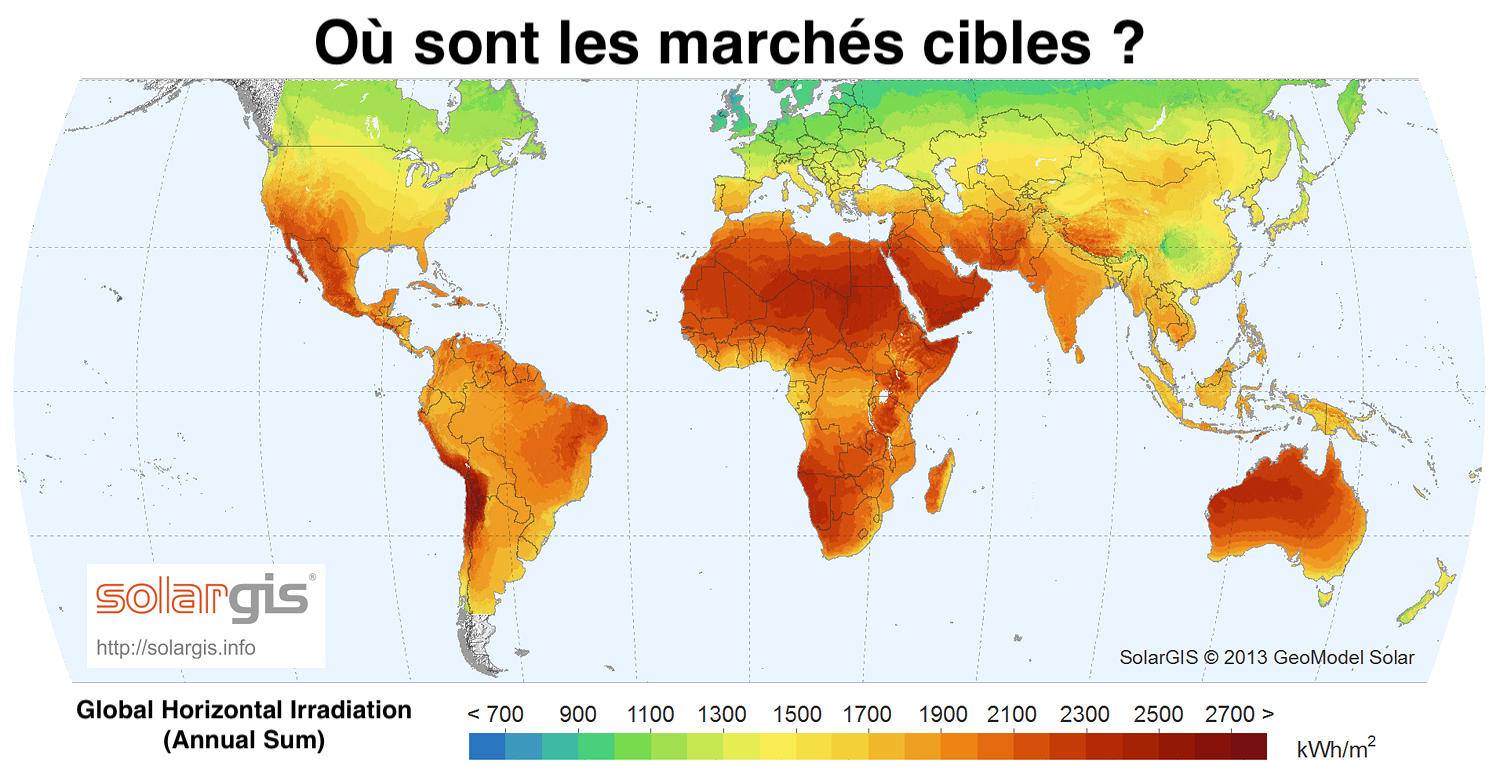 Où sont les marchés cibles ?
solargis®
http://solargis.info
SolarGIS © 2013 GeoModel Solar
Global Horizontal Irradiation
(Annual Sum)
< 700 900 1100 1300 1500 1700 1900 2100 2300 2500 2700 >
kWh/m²